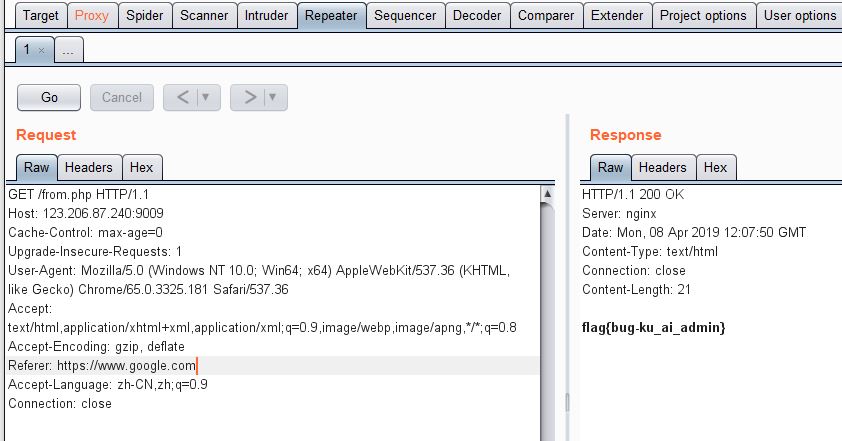 Target Proxy Spider Scanner Intruder Repeater Sequencer Decoder Comparer Extender Project options User options
1 × ...
Go Cancel < ▼ > ▼
Request
Raw Headers Hex
GET /from.php HTTP/1.1
Host: 123.206.87.240:9009
Cache-Control: max-age=0
Upgrade-Insecure-Requests: 1
User-Agent: Mozilla/5.0 (Windows NT 10.0; Win64; x64) AppleWebKit/537.36 (KHTML,
like Gecko) Chrome/65.0.3325.181 Safari/537.36
Accept:
text/html,application/xhtml+xml,application/xml;q=0.9,image/webp,image/apng,*/*;q=0.8
Accept-Encoding: gzip, deflate
Referer: https://www.google.com
Accept-Language: zh-CN,zh;q=0.9
Connection: close
Response
Raw Headers Hex
HTTP/1.1 200 OK
Server: nginx
Date: Mon, 08 Apr 2019 12:07:50 GMT
Content-Type: text/html
Connection: close
Content-Length: 21
flag{bug-ku_ai_admin}